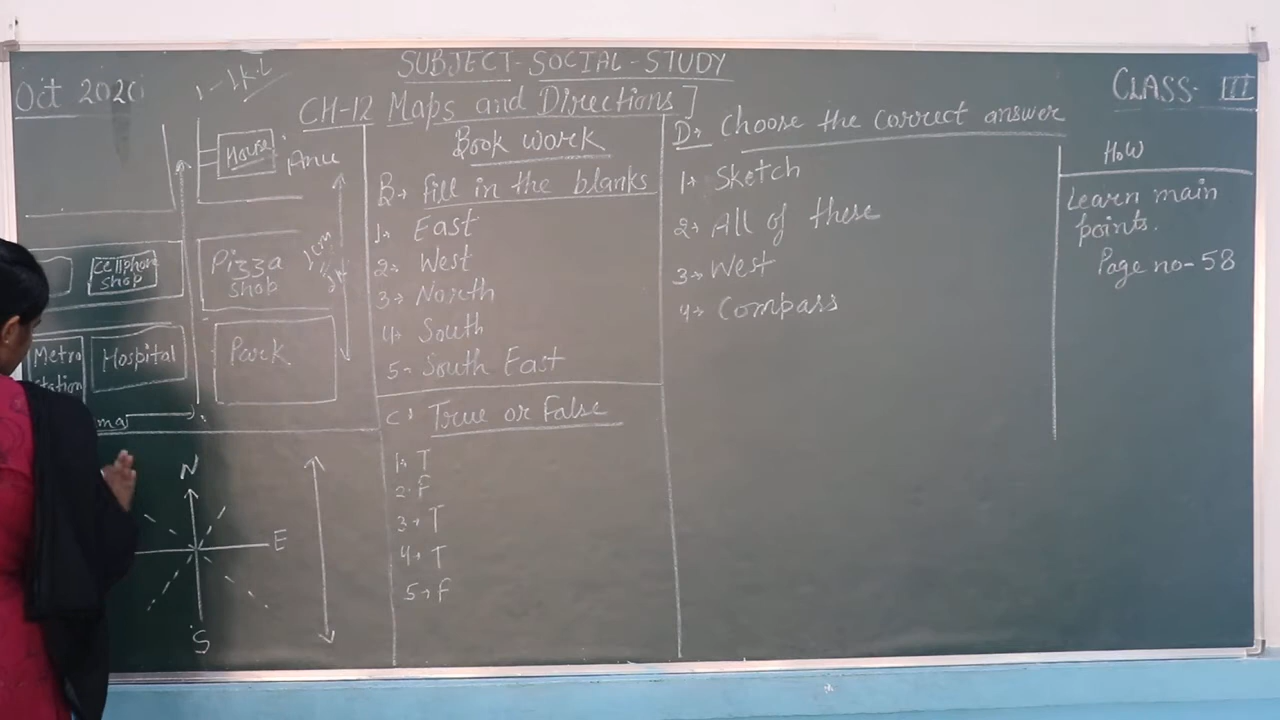 Oct 2020
SUBJECT-SOCIAL-STUDY
CLASS- III
CH-12 Maps and Directions]
House
Anu
Cellphone
shop
Pizza
shop
Metro
station
Hospital
Park
N
E
S
Book work
B→ fill in the blanks
1→ East
2→ West
3→ North
4→ South
5- South East
C→ True or False
1→ T
2→ F
3→ T
4→ T
5→ F
D→ Choose the correct answer
1→ Sketch
2→ All of these
3→ West
4→ Compass
HoW
Learn main
points.
Page no-58